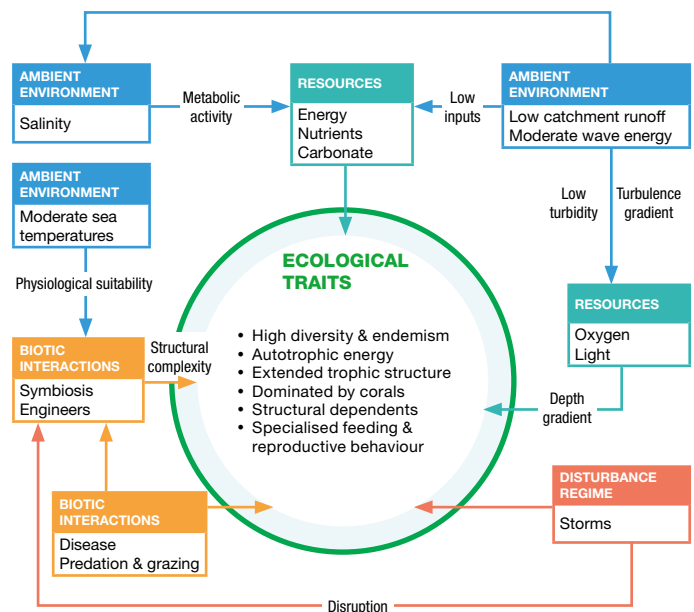 AMBIENT
ENVIRONMENT
Salinity
Metabolic
activity
RESOURCES
Energy
Nutrients
Carbonate
Low
inputs
AMBIENT
ENVIRONMENT
Low catchment runoff
Moderate wave energy
AMBIENT
ENVIRONMENT
Moderate sea
temperatures
Low
turbidity
Turbulence
gradient
Physiological suitability
ECOLOGICAL
TRAITS
• High diversity & endemism
• Autotrophic energy
• Extended trophic structure
• Dominated by corals
• Structural dependents
• Specialised feeding &
reproductive behaviour
RESOURCES
Oxygen
Light
BIOTIC
INTERACTIONS
Symbiosis
Engineers
Structural
complexity
Depth
gradient
BIOTIC
INTERACTIONS
Disease
Predation & grazing
DISTURBANCE
REGIME
Storms
Disruption